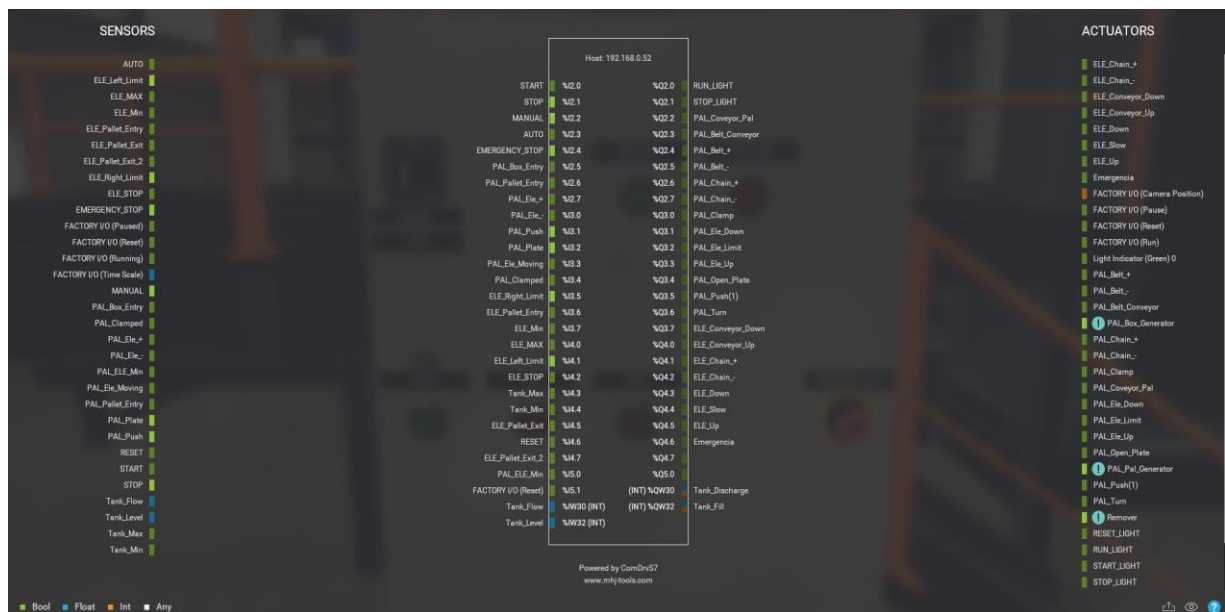 SENSORS
AUTO
ELE_Left_Limit
ELE_MAX
ELE_Min
ELE_Pallet_Entry
ELE_Pallet_Exit
ELE_Pallet_Exit_2
ELE_Right_Limit
ELE_STOP
EMERGENCY_STOP
FACTORY I/O (Paused)
FACTORY I/O (Reset)
FACTORY I/O (Running)
FACTORY I/O (Time Scale)
MANUAL
PAL_Box_Entry
PAL_Clamped
PAL_Ele_+
PAL_Ele_-
PAL_ELE_Min
PAL_Ele_Moving
PAL_Pallet_Entry
PAL_Plate
PAL_Push
RESET
START
STOP
Tank_Flow
Tank_Level
Tank_Max
Tank_Min
Host: 192.168.0.52
START %I2.0 %Q2.0 RUN_LIGHT
STOP %I2.1 %Q2.1 STOP_LIGHT
MANUAL %I2.2 %Q2.2 PAL_Coveyor_Pal
AUTO %I2.3 %Q2.3 PAL_Belt_Conveyor
EMERGENCY_STOP %I2.4 %Q2.4 PAL_Belt_+
PAL_Box_Entry %I2.5 %Q2.5 PAL_Belt_-
PAL_Pallet_Entry %I2.6 %Q2.6 PAL_Chain_+
PAL_Ele_+ %I2.7 %Q2.7 PAL_Chain_-
PAL_Ele_- %I3.0 %Q3.0 PAL_Clamp
PAL_Push %I3.1 %Q3.1 PAL_Ele_Down
PAL_Plate %I3.2 %Q3.2 PAL_Ele_Limit
PAL_Ele_Moving %I3.3 %Q3.3 PAL_Ele_Up
PAL_Clamped %I3.4 %Q3.4 PAL_Open_Plate
ELE_Right_Limit %I3.5 %Q3.5 PAL_Push(1)
ELE_Pallet_Entry %I3.6 %Q3.6 PAL_Turn
ELE_Min %I3.7 %Q3.7 ELE_Conveyor_Down
ELE_MAX %I4.0 %Q4.0 ELE_Conveyor_Up
ELE_Left_Limit %I4.1 %Q4.1 ELE_Chain_+
ELE_STOP %I4.2 %Q4.2 ELE_Chain_-
Tank_Max %I4.3 %Q4.3 ELE_Down
Tank_Min %I4.4 %Q4.4 ELE_Slow
ELE_Pallet_Exit %I4.5 %Q4.5 ELE_Up
RESET %I4.6 %Q4.6 Emergencia
ELE_Pallet_Exit_2 %I4.7 %Q4.7
PAL_ELE_Min %I5.0 %Q5.0
FACTORY I/O (Reset) %I5.1 (INT) %QW30 Tank_Discharge
Tank_Flow %IW30 (INT) (INT) %QW32 Tank_Fill
Tank_Level %IW32 (INT)
Powered by ComDrvS7
www.mhj-tools.com
ACTUATORS
ELE_Chain_+
ELE_Chain_-
ELE_Conveyor_Down
ELE_Conveyor_Up
ELE_Down
ELE_Slow
ELE_Up
Emergencia
FACTORY I/O (Camera Position)
FACTORY I/O (Pause)
FACTORY I/O (Reset)
FACTORY I/O (Run)
Light Indicator (Green) 0
PAL_Belt_+
PAL_Belt_-
PAL_Belt_Conveyor
! PAL_Box_Generator
PAL_Chain_+
PAL_Chain_-
PAL_Clamp
PAL_Coveyor_Pal
PAL_Ele_Down
PAL_Ele_Limit
PAL_Ele_Up
PAL_Open_Plate
! PAL_Pal_Generator
PAL_Push(1)
PAL_Turn
! Remover
RESET_LIGHT
RUN_LIGHT
START_LIGHT
STOP_LIGHT
Bool Float Int Any
?